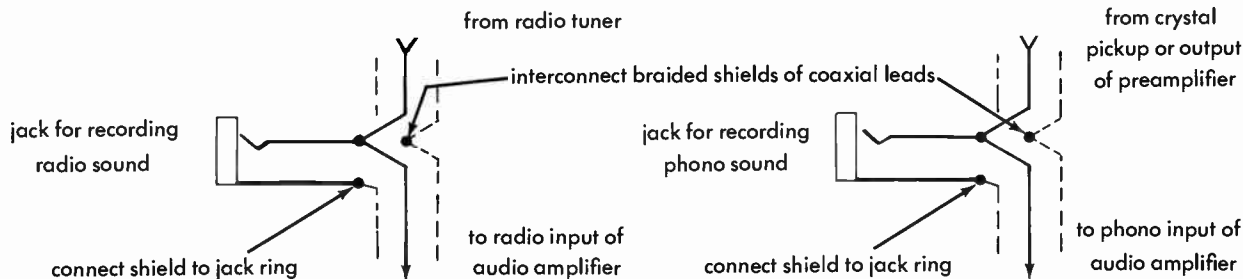 from radio tuner
interconnect braided shields of coaxial leads
jack for recording
radio sound
connect shield to jack ring
to radio input of
audio amplifier
from crystal
pickup or output
of preamplifier
jack for recording
phono sound
connect shield to jack ring
to phono input of
audio amplifier